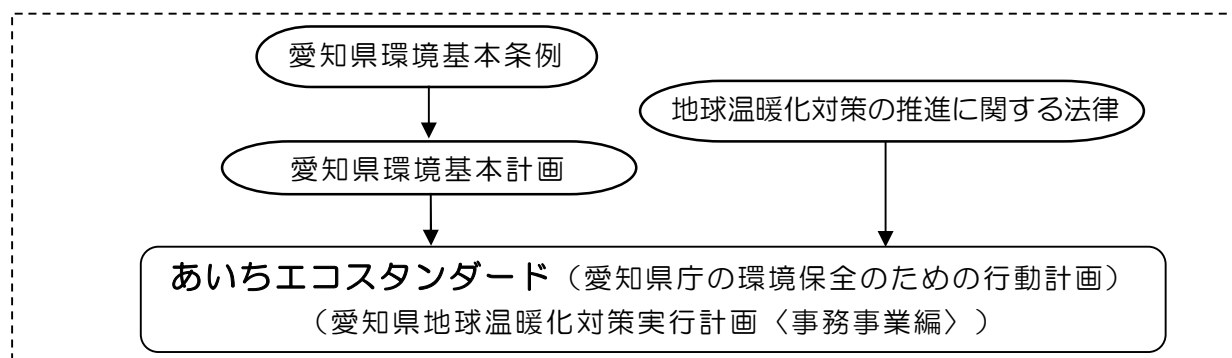 愛知県環境基本条例
地球温暖化対策の推進に関する法律
愛知県環境基本計画
あいちエコスタンダード（愛知県庁の環境保全のための行動計画）
（愛知県地球温暖化対策実行計画〈事務事業編〉）